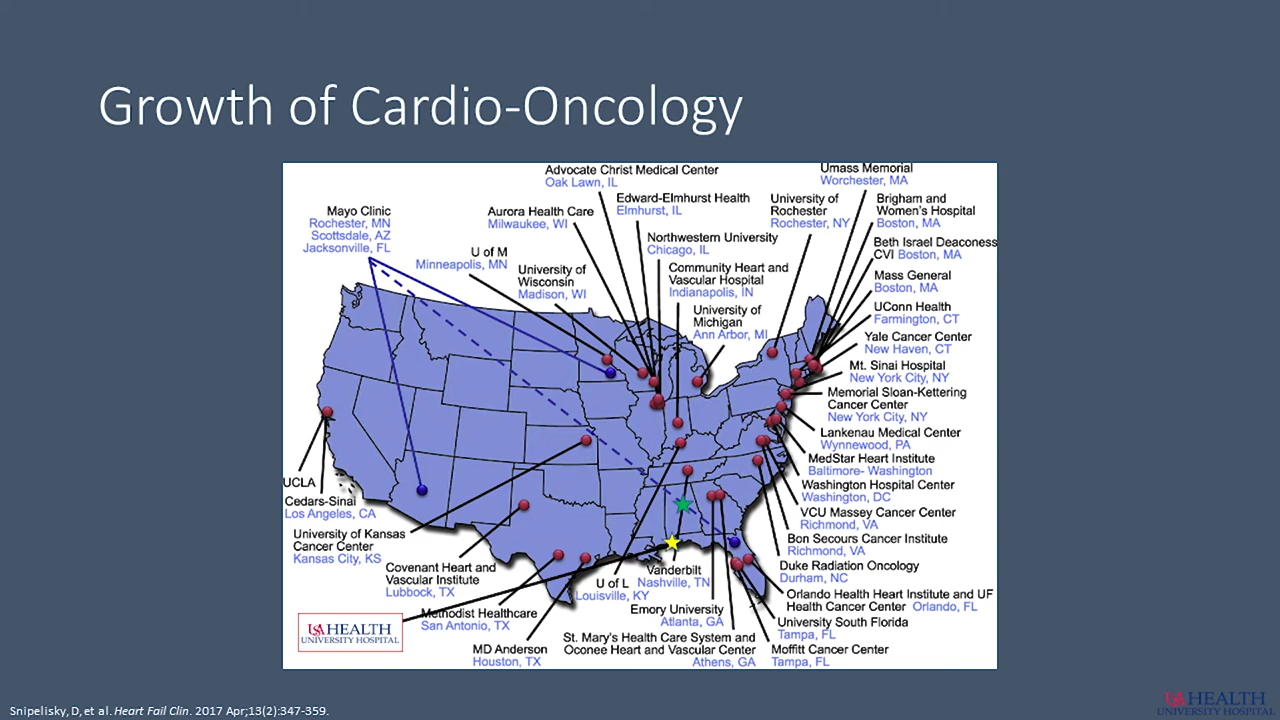 Growth of Cardio-Oncology
Advocate Christ Medical Center
Oak Lawn, IL
Umass Memorial
Worchester, MA
Edward-Elmhurst Health
Elmhurst, IL
University of
Rochester
Rochester, NY
Brigham and
Women's Hospital
Boston, MA
Mayo Clinic
Rochester, MN
Scottsdale, AZ
Jacksonville, FL
Aurora Health Care
Milwaukee, WI
Northwestern University
Chicago, IL
Beth Israel Deaconess
CVI Boston, MA
U of M
Minneapolis, MN
University of
Wisconsin
Madison, WI
Community Heart and
Vascular Hospital
Indianapolis, IN
Mass General
Boston, MA
University of
Michigan
Ann Arbor, MI
UConn Health
Farmington, CT
Yale Cancer Center
New Haven, CT
Mt. Sinai Hospital
New York City, NY
Memorial Sloan-Kettering
Cancer Center
New York City, NY
Lankenau Medical Center
Wynnewood, PA
MedStar Heart Institute
Baltimore- Washington
Washington Hospital Center
Washington, DC
VCU Massey Cancer Center
Richmond, VA
Bon Secours Cancer Institute
Richmond, VA
Duke Radiation Oncology
Durham, NC
Orlando Health Heart Institute and UF
Health Cancer Center Orlando, FL
University South Florida
Tampa, FL
Moffitt Cancer Center
Tampa, FL
UCLA
Cedars-Sinai
Los Angeles, CA
University of Kansas
Cancer Center
Kansas City, KS
Covenant Heart and
Vascular Institute
Lubbock, TX
Methodist Healthcare
San Antonio, TX
MD Anderson
Houston, TX
U of L
Louisville, KY
Vanderbilt
Nashville, TN
Emory University
Atlanta, GA
St. Mary's Health Care System and
Oconee Heart and Vascular Center
Athens, GA
USA HEALTH
UNIVERSITY HOSPITAL
Snipelisky, D, et al. Heart Fail Clin. 2017 Apr;13(2):347-359.
USA HEALTH
UNIVERSITY HOSPITAL